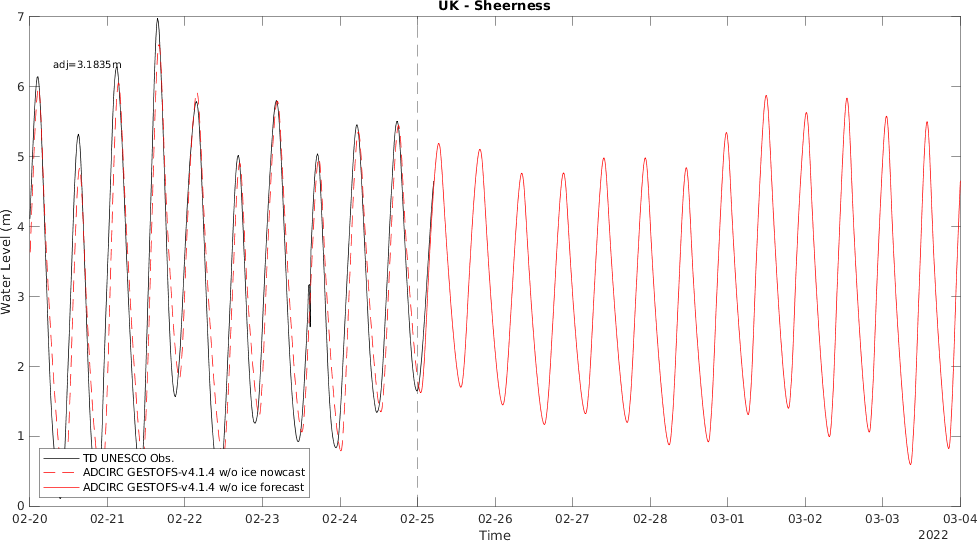 UK - Sheerness
adj=3.1835m
Water Level (m)
7
6
5
4
3
2
1
0
TD UNESCO Obs.
ADCIRC GESTOFS-v4.1.4 w/o ice nowcast
ADCIRC GESTOFS-v4.1.4 w/o ice forecast
02-20 02-21 02-22 02-23 02-24 02-25 02-26 02-27 02-28 03-01 03-02 03-03 03-04
Time
2022